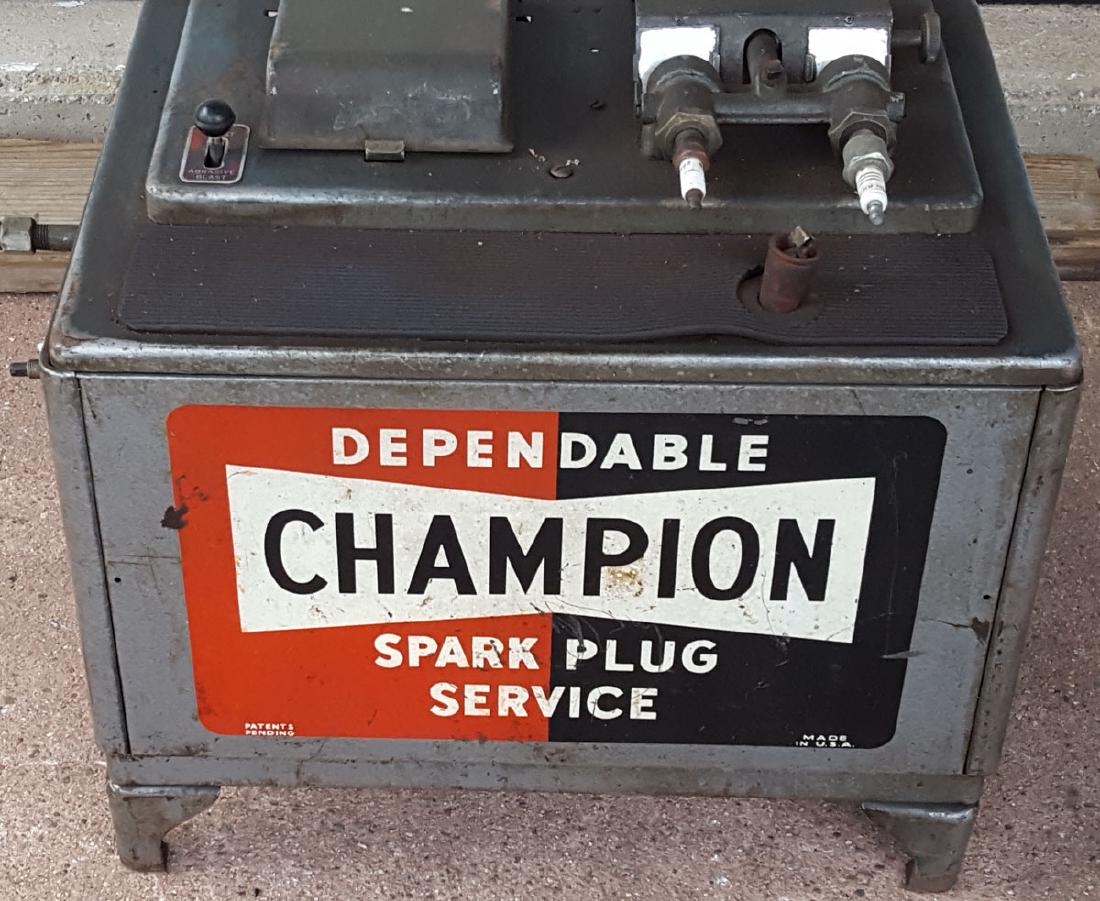 ABRASIVE
BLAST
DEPENDABLE
CHAMPION
SPARK PLUG
SERVICE
PATENTS
PENDING
MADE
IN U.S.A.